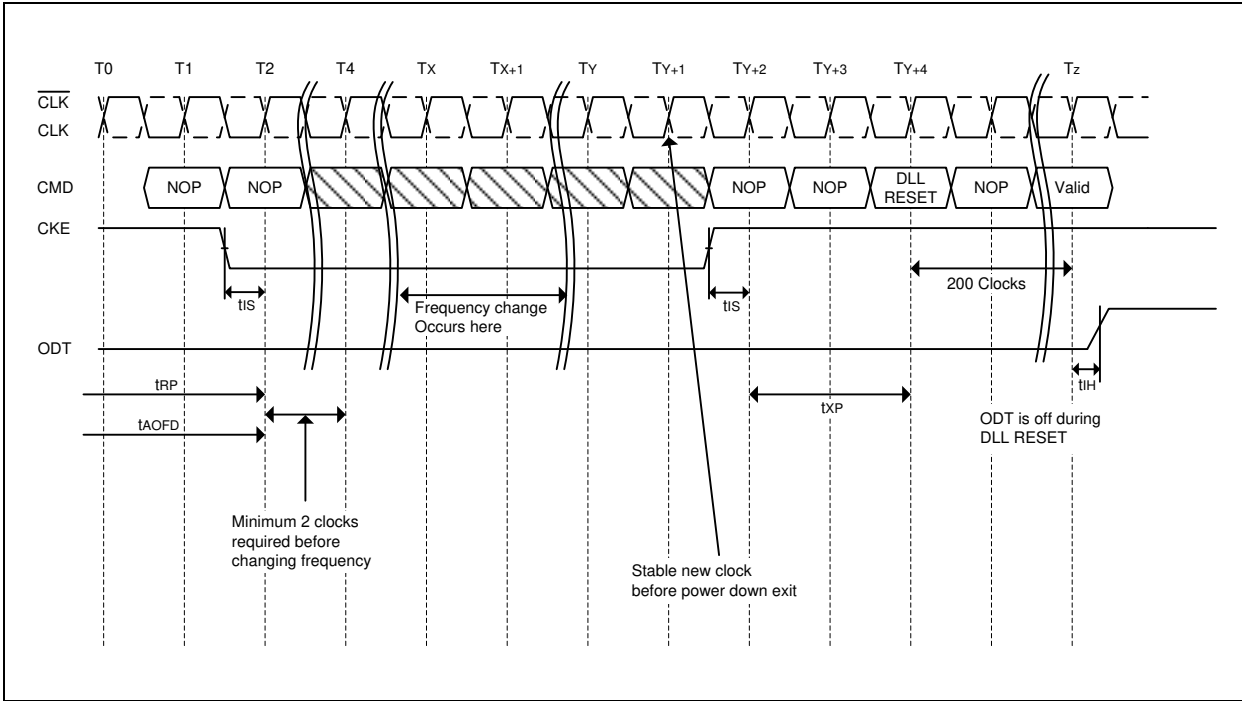 T0 T1 T2 T4 TX TX+1 TY TY+1 TY+2 TY+3 TY+4 Tz
CLK
CLK
CMD NOP NOP NOP NOP DLL RESET NOP Valid
CKE
tIS
Frequency change
Occurs here
tIS
200 Clocks
ODT
tIH
tRP
tXP
tAOFD
ODT is off during
DLL RESET
Minimum 2 clocks
required before
changing frequency
Stable new clock
before power down exit